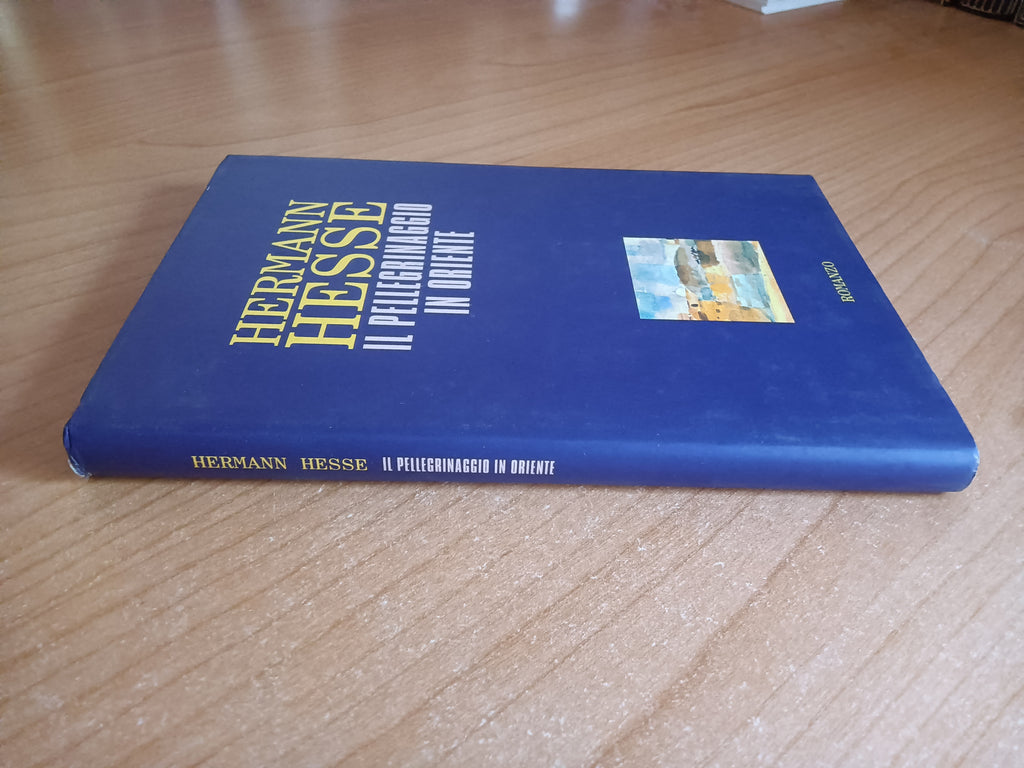 HERMANN
HESSE
IL PELLEGRINAGGIO
IN ORIENTE
ROMANZO
HERMANN HESSE IL PELLEGRINAGGIO IN ORIENTE